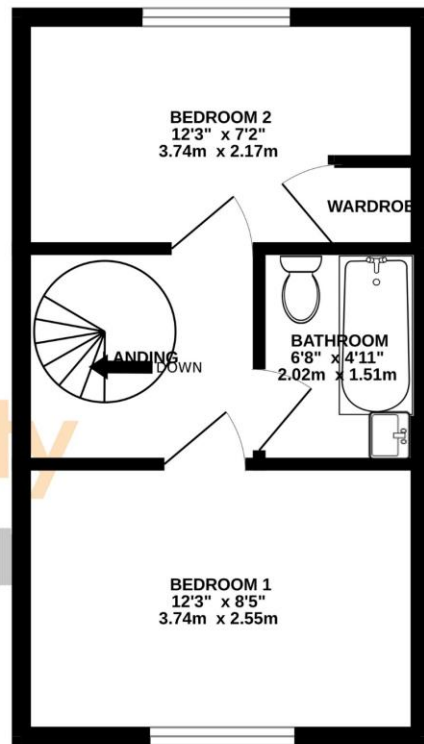 BEDROOM 2
12'3" x 7'2"
3.74m x 2.17m
WARDROB
BATHROOM
6'8" x 4'11"
2.02m x 1.51m
LANDING
DOWN
ty
BEDROOM 1
12'3" x 8'5"
3.74m x 2.55m